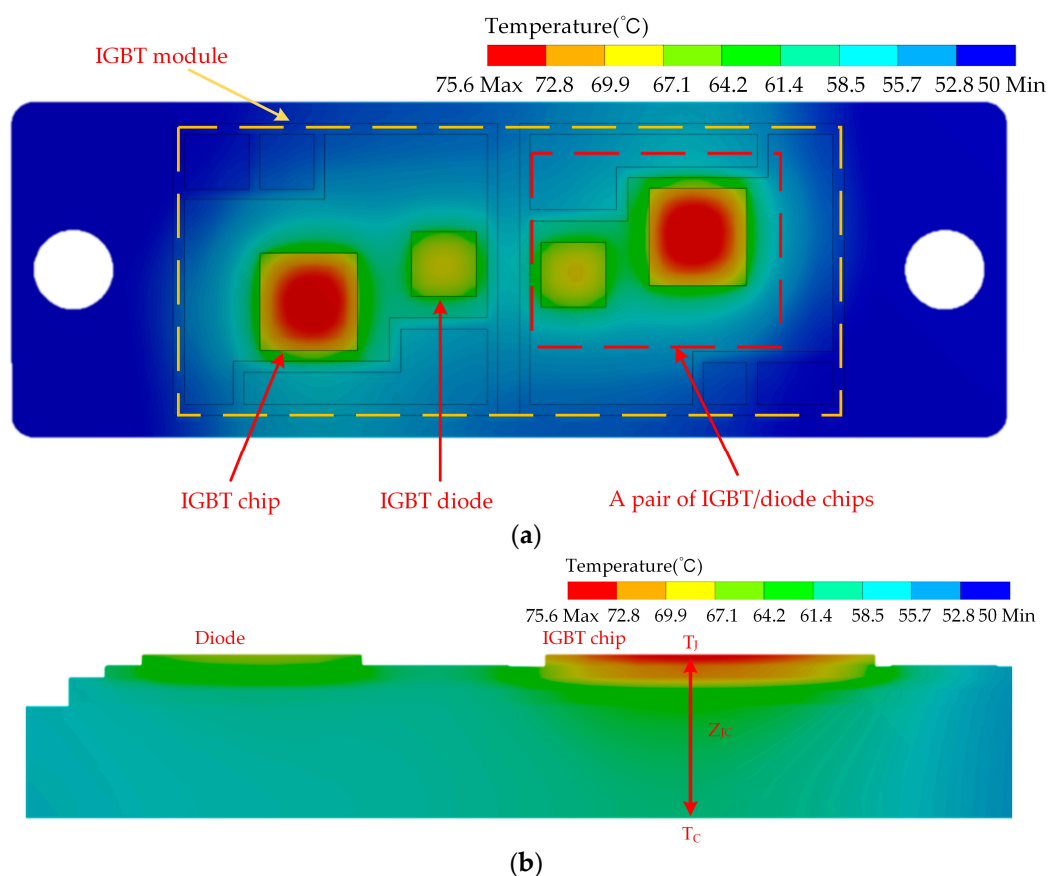 Temperature(℃)
IGBT module
75.6 Max 72.8 69.9 67.1 64.2 61.4 58.5 55.7 52.8 50 Min
IGBT chip
IGBT diode
A pair of IGBT/diode chips
(a)
Temperature(℃)
75.6 Max 72.8 69.9 67.1 64.2 61.4 58.5 55.7 52.8 50 Min
Diode
IGBT chip
TJ
ZJC
TC
(b)